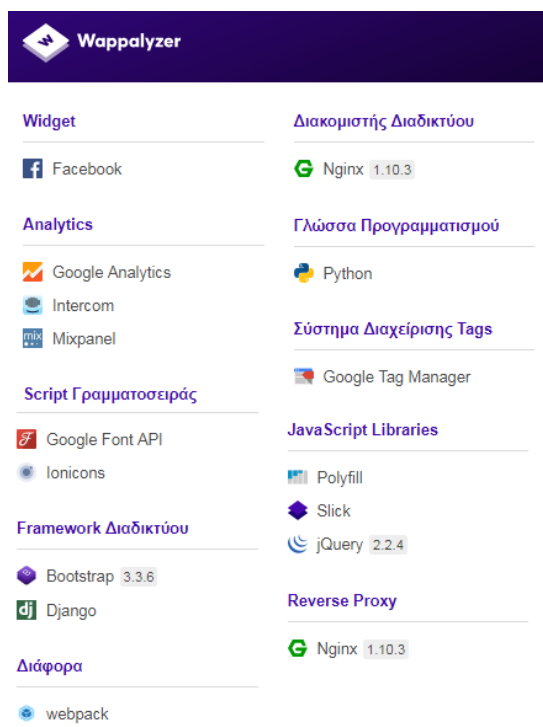 Wappalyzer
Widget
Facebook
Analytics
Google Analytics
Intercom
Mixpanel
Script Γραμματοσειράς
Google Font API
Ionicons
Framework Διαδικτύου
Bootstrap 3.3.6
Django
Διάφορα
webpack
Διακομιστής Διαδικτύου
Nginx 1.10.3
Γλώσσα Προγραμματισμού
Python
Σύστημα Διαχείρισης Tags
Google Tag Manager
JavaScript Libraries
Polyfill
Slick
jQuery 2.2.4
Reverse Proxy
Nginx 1.10.3